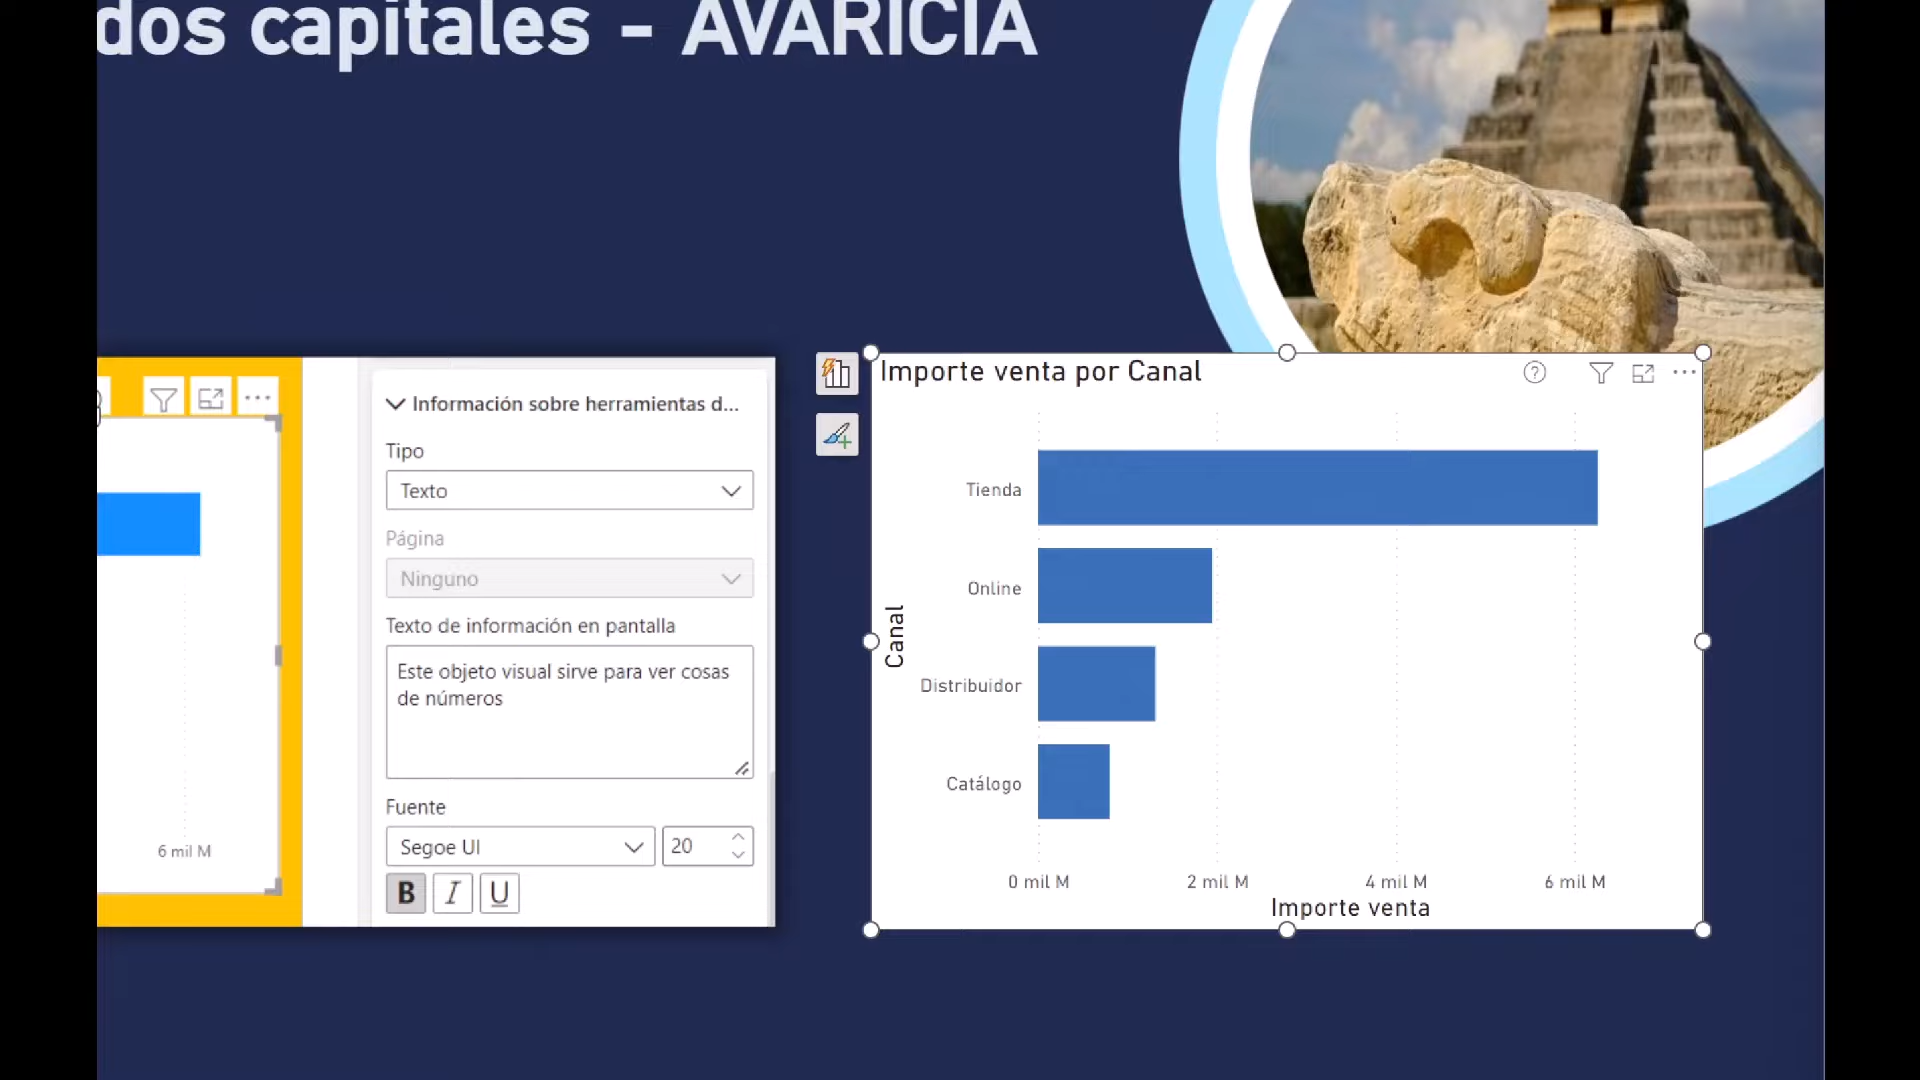 dos capitales - AVARICIA
6 mil M
Información sobre herramientas d...
Tipo
Texto
Página
Ninguno
Texto de información en pantalla
Este objeto visual sirve para ver cosas
de números
Fuente
Segoe UI
20
B I U
Importe venta por Canal
Canal
Tienda
Online
Distribuidor
Catálogo
0 mil M 2 mil M 4 mil M 6 mil M
Importe venta